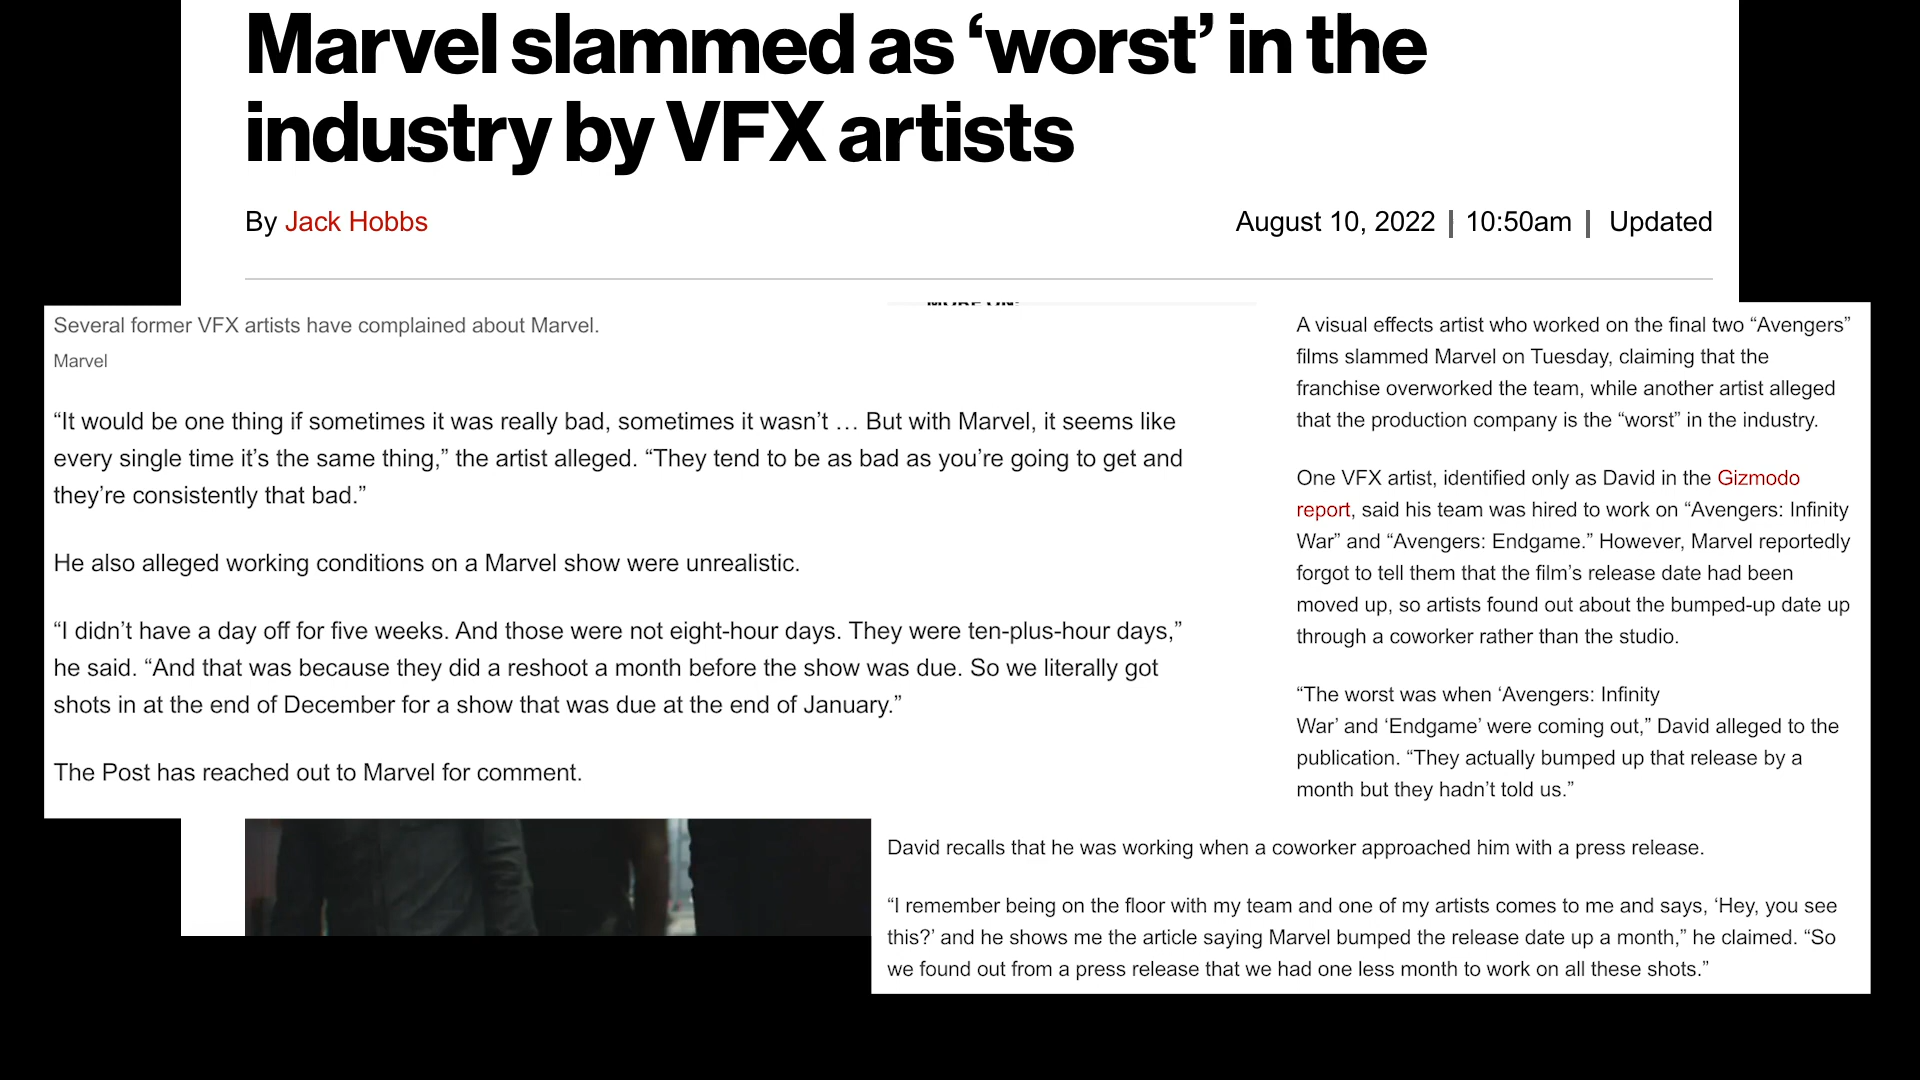 Marvel slammed as ‘worst’ in the
industry by VFX artists
By Jack Hobbs
August 10, 2022 | 10:50am | Updated
Several former VFX artists have complained about Marvel.
Marvel
“It would be one thing if sometimes it was really bad, sometimes it wasn’t … But with Marvel, it seems like
every single time it’s the same thing,” the artist alleged. “They tend to be as bad as you’re going to get and
they’re consistently that bad.”
He also alleged working conditions on a Marvel show were unrealistic.
“I didn’t have a day off for five weeks. And those were not eight-hour days. They were ten-plus-hour days,”
he said. “And that was because they did a reshoot a month before the show was due. So we literally got
shots in at the end of December for a show that was due at the end of January.”
The Post has reached out to Marvel for comment.
A visual effects artist who worked on the final two “Avengers”
films slammed Marvel on Tuesday, claiming that the
franchise overworked the team, while another artist alleged
that the production company is the “worst” in the industry.
One VFX artist, identified only as David in the Gizmodo
report, said his team was hired to work on “Avengers: Infinity
War” and “Avengers: Endgame.” However, Marvel reportedly
forgot to tell them that the film’s release date had been
moved up, so artists found out about the bumped-up date up
through a coworker rather than the studio.
“The worst was when ‘Avengers: Infinity
War’ and ‘Endgame’ were coming out,” David alleged to the
publication. “They actually bumped up that release by a
month but they hadn’t told us.”
David recalls that he was working when a coworker approached him with a press release.
“I remember being on the floor with my team and one of my artists comes to me and says, ‘Hey, you see
this?’ and he shows me the article saying Marvel bumped the release date up a month,” he claimed. “So
we found out from a press release that we had one less month to work on all these shots.”